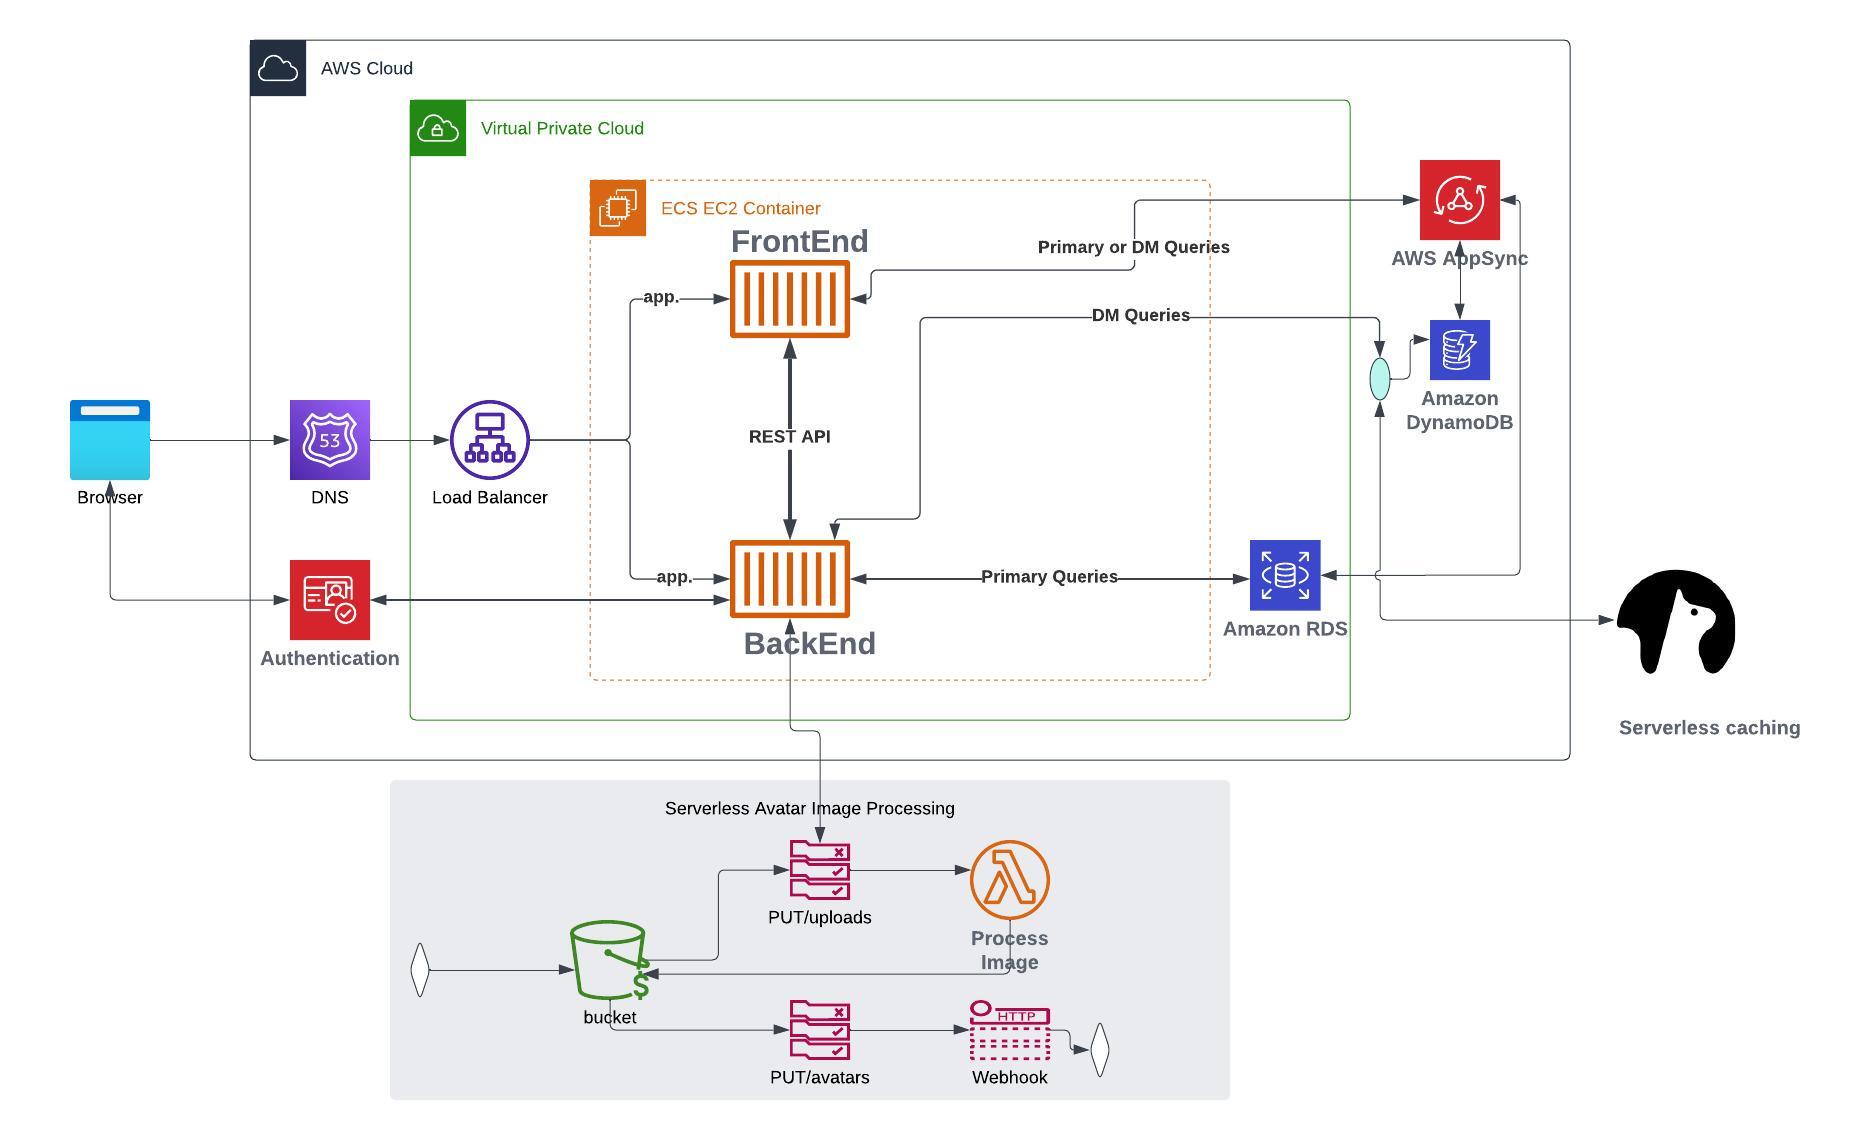 AWS Cloud
Virtual Private Cloud
ECS EC2 Container
FrontEnd
Primary or DM Queries
AWS AppSync
app.
DM Queries
Amazon
DynamoDB
53
REST API
Browser
DNS
Load Balancer
app.
Primary Queries
Amazon RDS
BackEnd
Authentication
Serverless caching
Serverless Avatar Image Processing
PUT/uploads
Process
Image
$
bucket
HTTP
PUT/avatars
Webhook